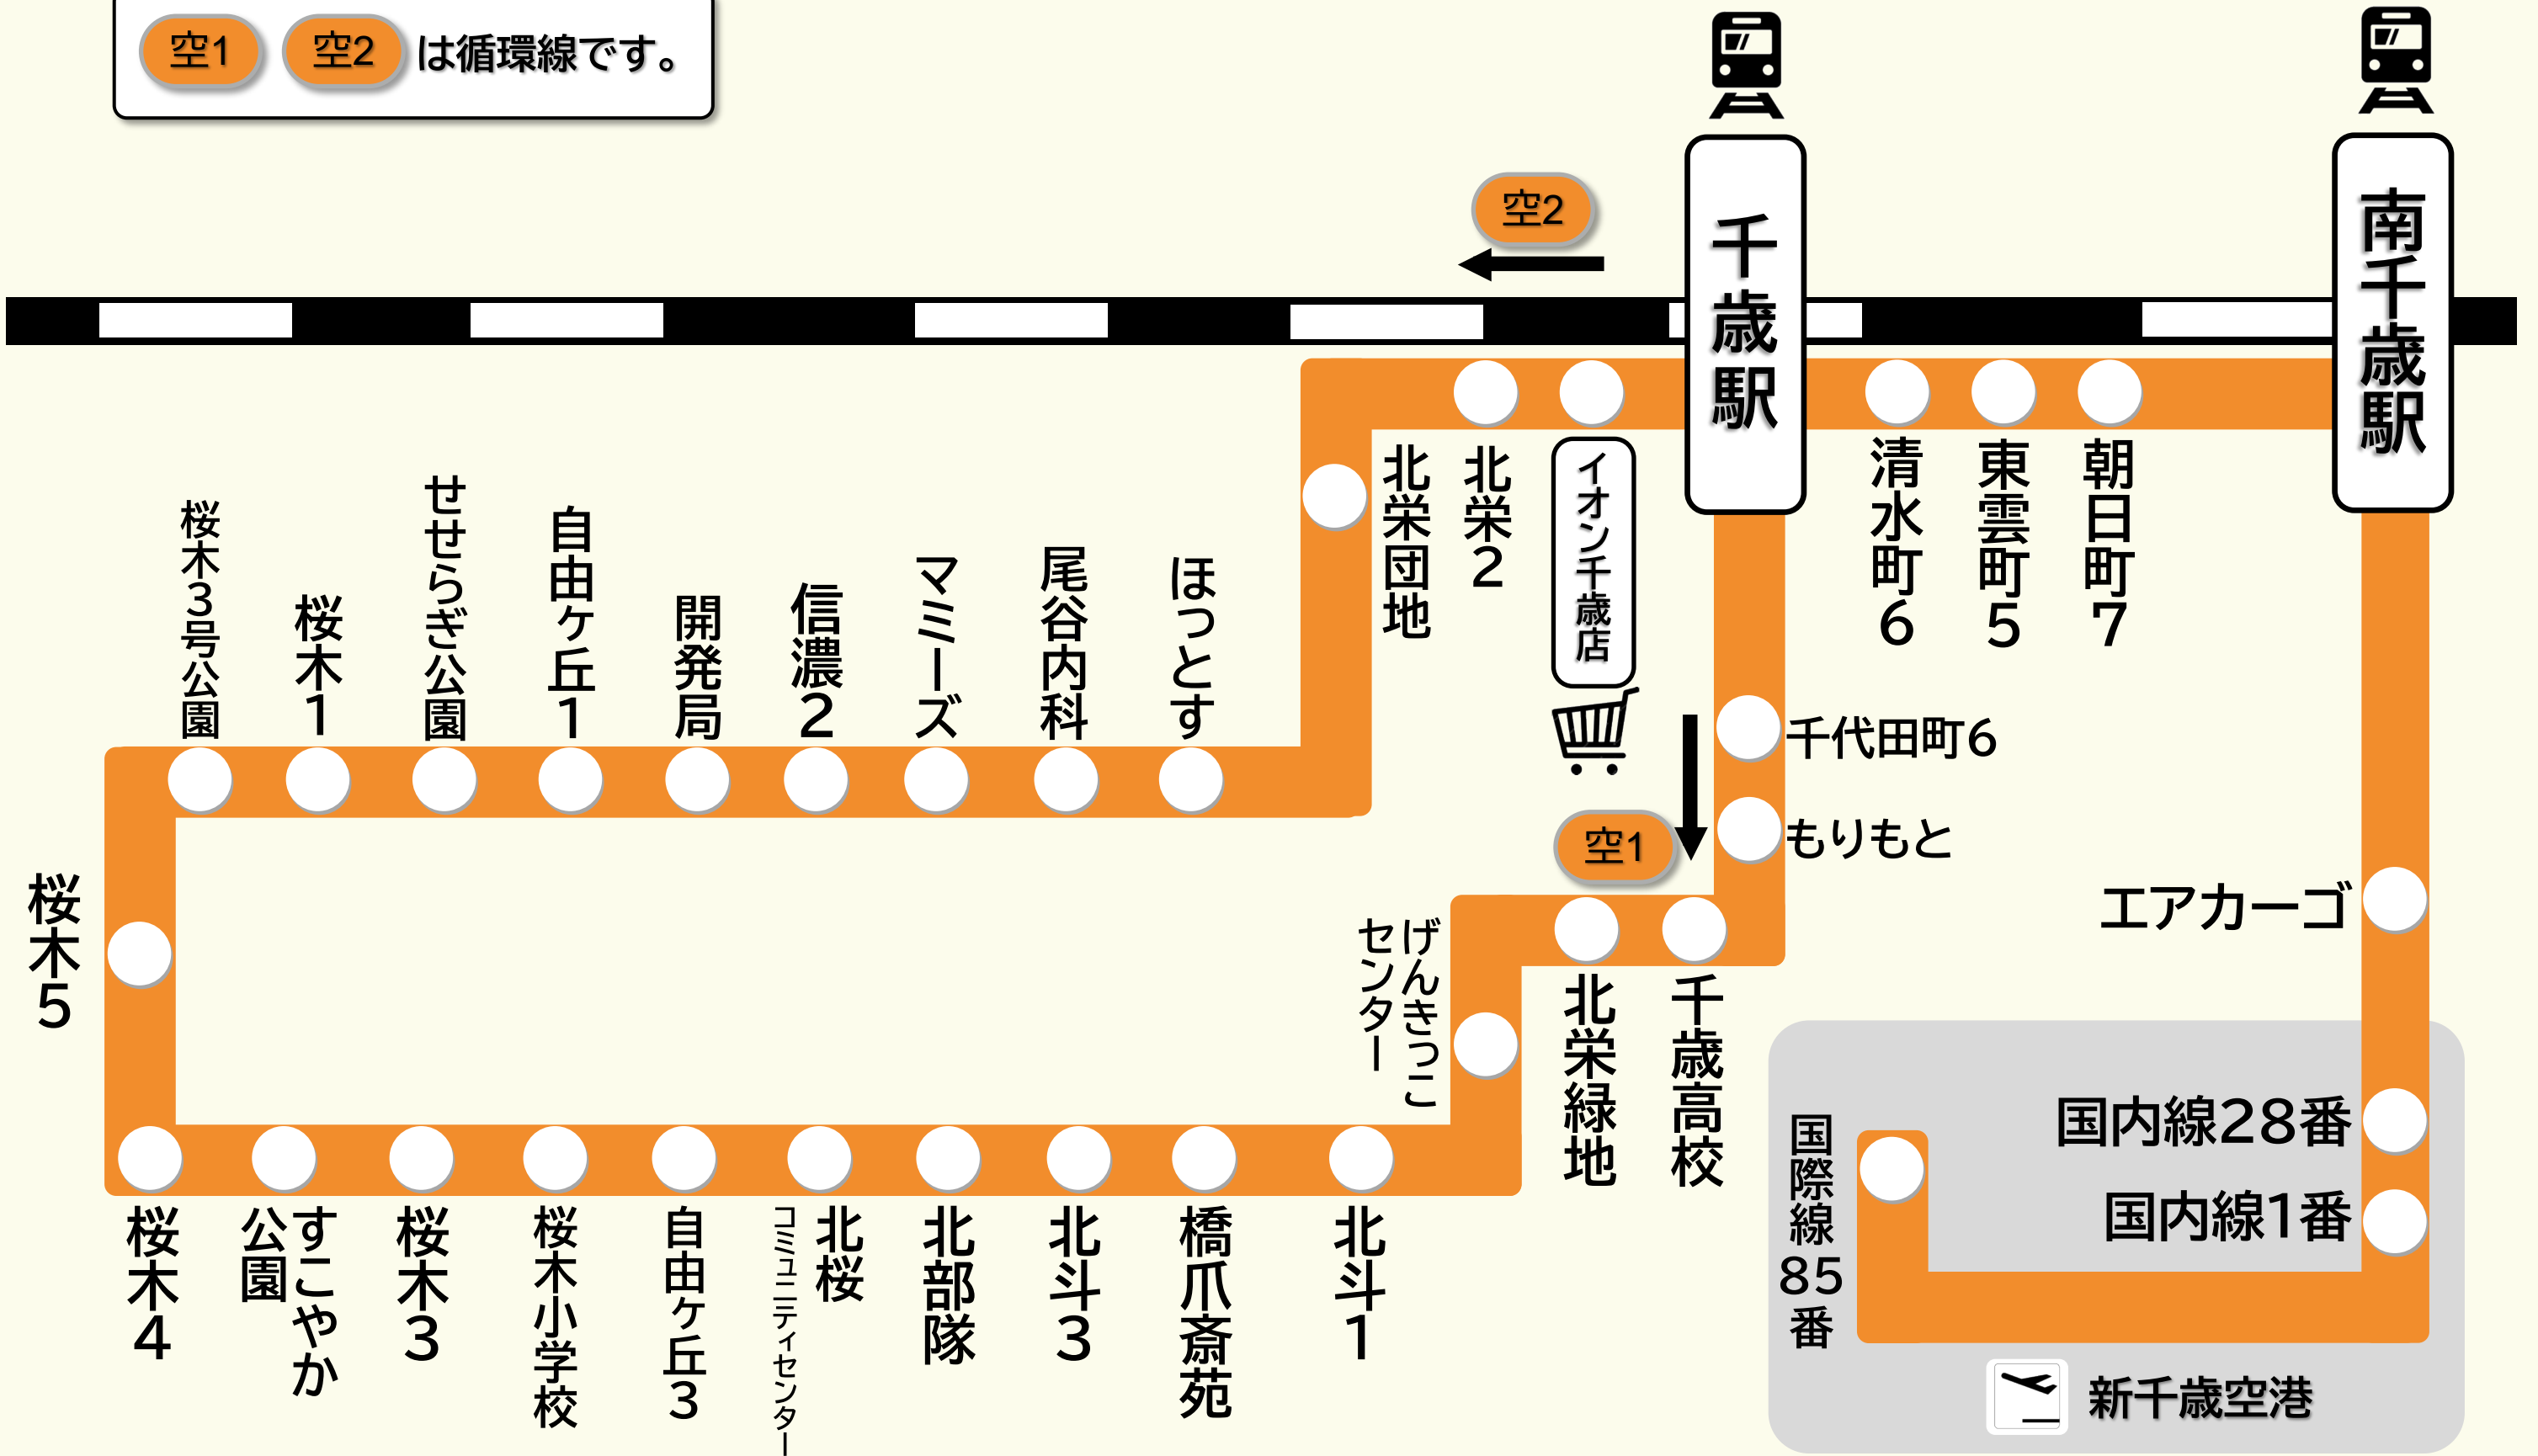 空1 空2 は循環線です。
空2
千歳駅
南千歳駅
北栄団地
北栄2
イオン千歳店
清水町6
東雲町5
朝日町7
桜木3号公園
桜木1
せせらぎ公園
自由ヶ丘1
開発局
信濃2
マミーズ
尾谷内科
ほっとす
千代田町6
もりもと
空1
桜木5
げんきっこ
センター
北栄緑地
千歳高校
エアカーゴ
国内線28番
国内線1番
国際線85番
新千歳空港
桜木4
すこやか
公園
桜木3
桜木小学校
自由ヶ丘3
北桜
コミュニティセンター
北部隊
北斗3
橋爪斎苑
北斗1